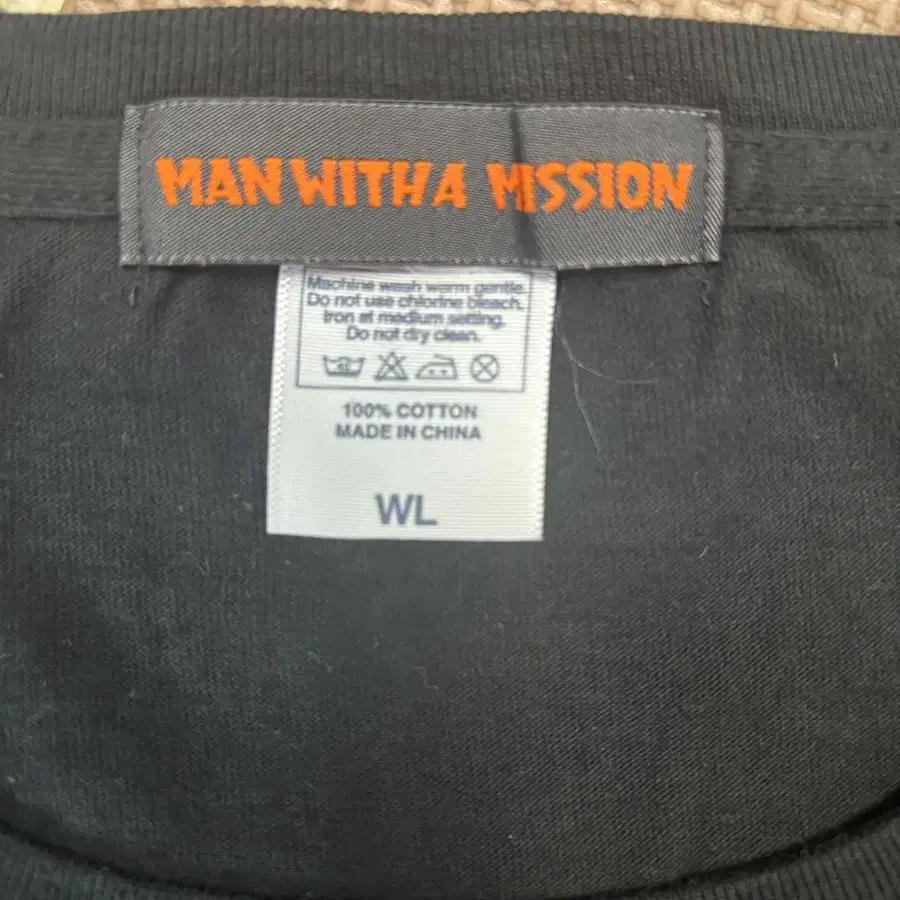 MAN WITH A MISSION
Machine wash warm gentle.
Do not use chlorine bleach.
Iron at medium setting.
Do not dry clean.
100% COTTON
MADE IN CHINA
WL